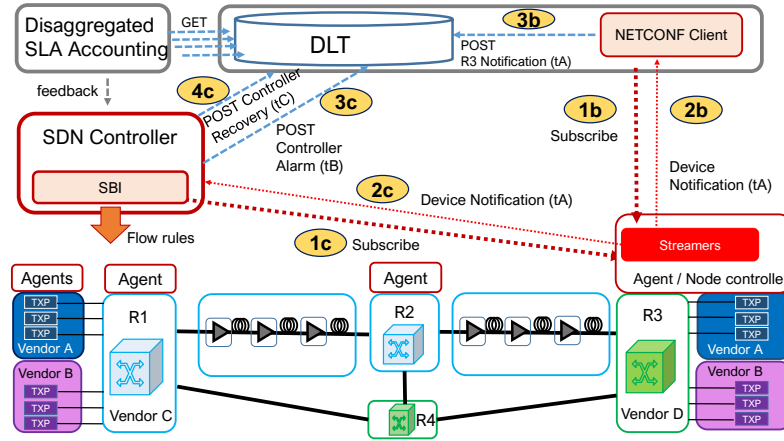 Disaggregated
SLA Accounting
GET
DLT
3b
POST
R3 Notification (tA)
NETCONF Client
feedback
4c
POST Controller
Recovery (tC)
3c
POST
Controller
Alarm (tB)
1b
Subscribe
2b
SDN Controller
SBI
2c
Device Notification (tA)
Device
Notification (tA)
Flow rules
1c
Subscribe
Streamers
Agent / Node controller
Agents
Agent
Agent
TXP
TXP
TXP
Vendor A
R1
R2
R3
TXP
TXP
TXP
Vendor A
Vendor B
TXP
TXP
TXP
Vendor C
R4
Vendor D
Vendor B
TXP
TXP
TXP